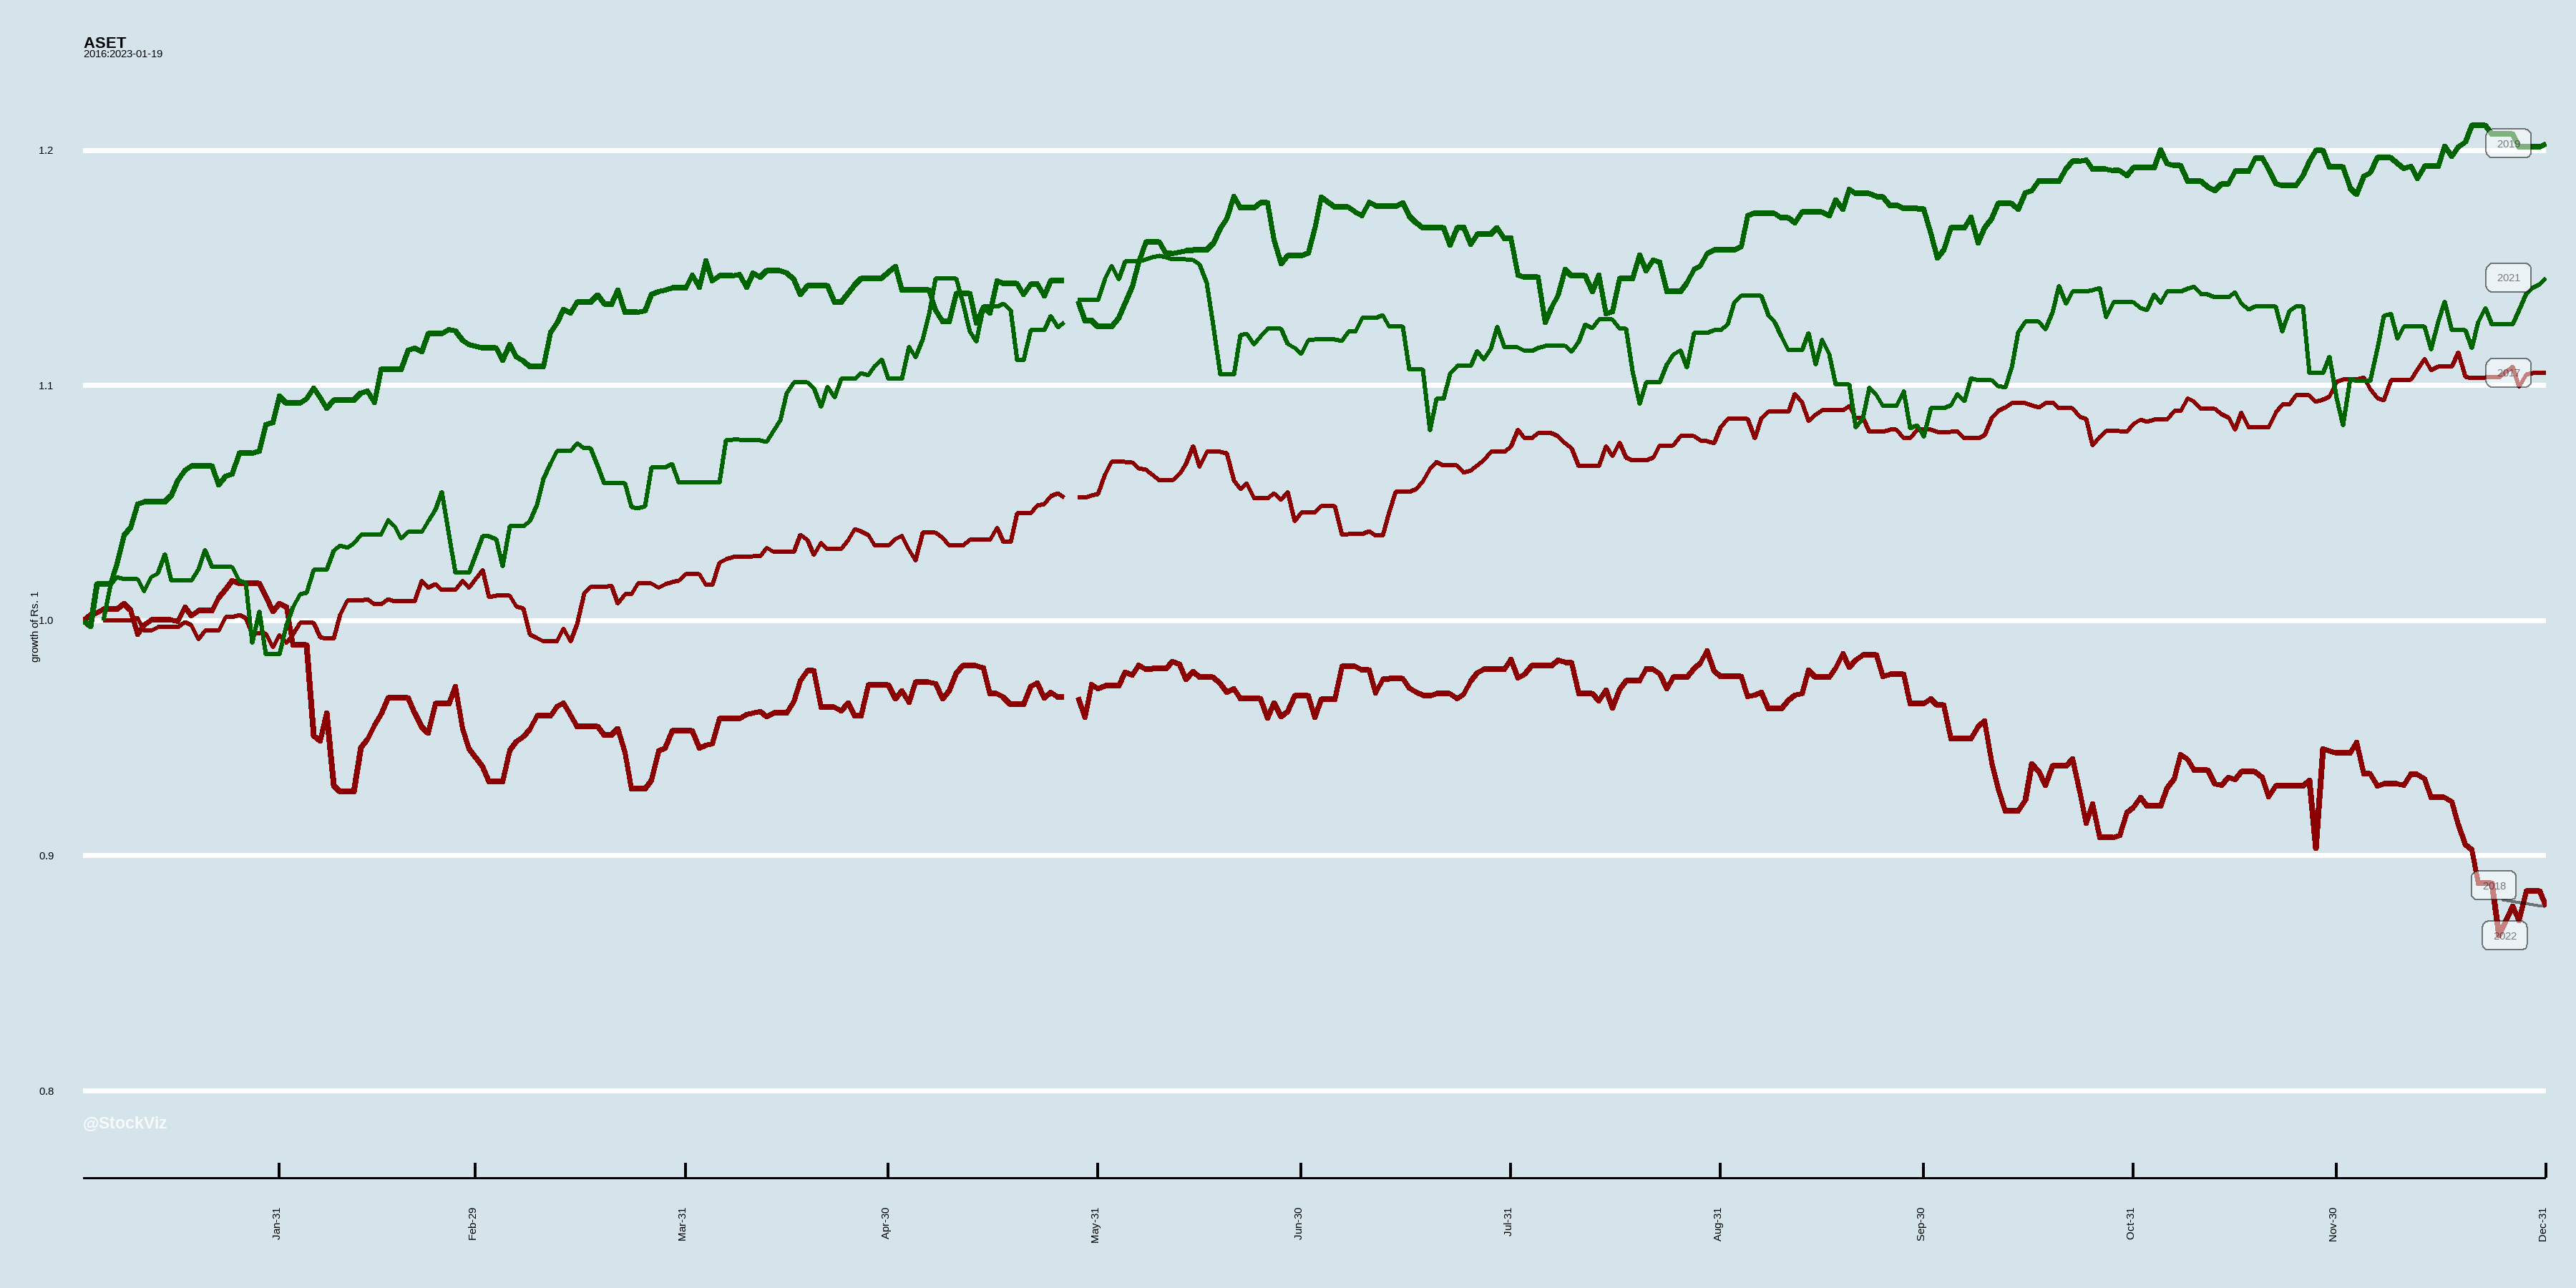 ASET
2016:2023-01-19
growth of Rs. 1
1.2
1.1
1.0
0.9
0.8
2019
2021
2017
2018
2022
@StockViz
Jan-31
Feb-29
Mar-31
Apr-30
May-31
Jun-30
Jul-31
Aug-31
Sep-30
Oct-31
Nov-30
Dec-31